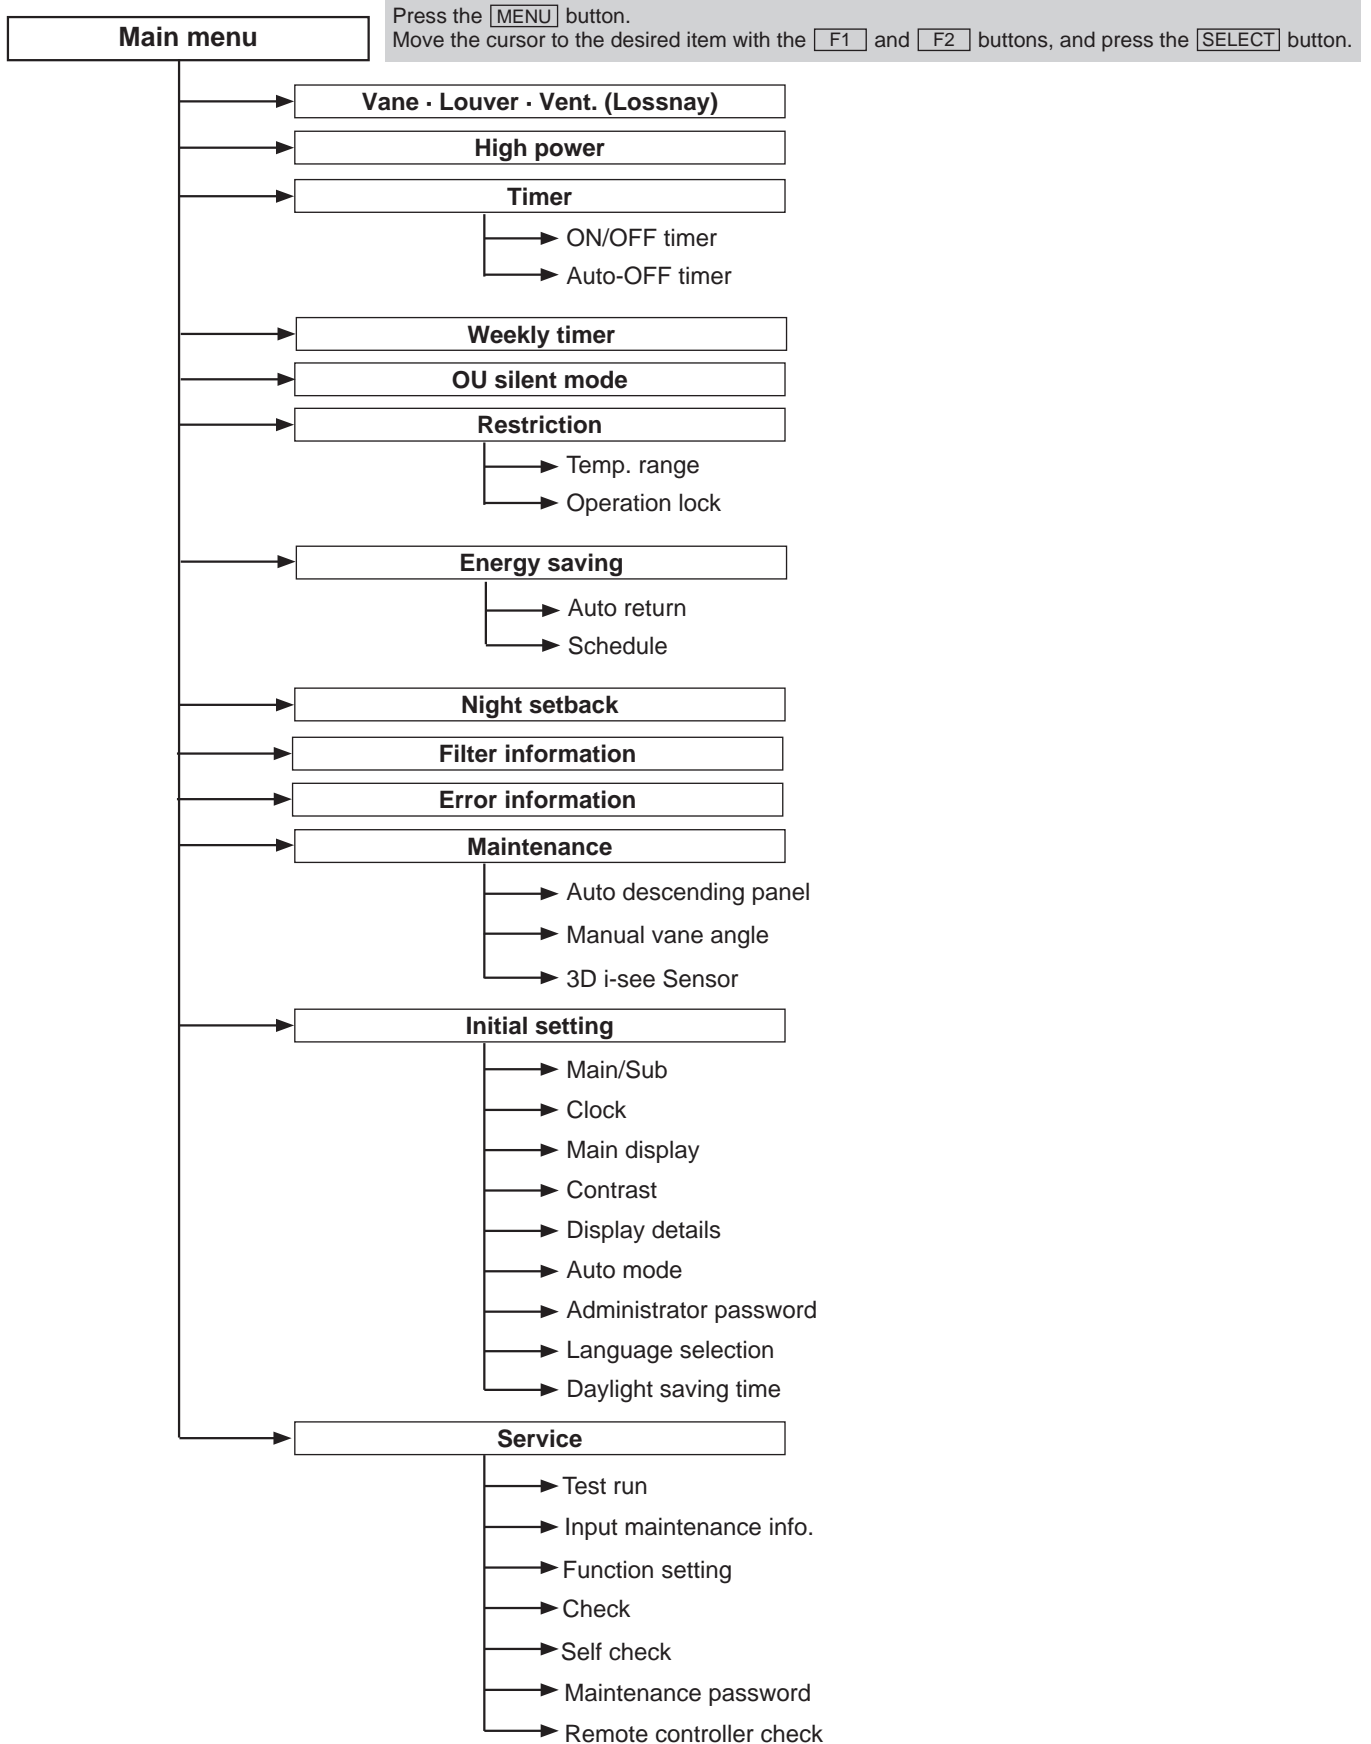 Main menu
Press the MENU button.
Move the cursor to the desired item with the F1 and F2 buttons, and press the SELECT button.
Vane · Louver · Vent. (Lossnay)
High power
Timer
ON/OFF timer
Auto-OFF timer
Weekly timer
OU silent mode
Restriction
Temp. range
Operation lock
Energy saving
Auto return
Schedule
Night setback
Filter information
Error information
Maintenance
Auto descending panel
Manual vane angle
3D i-see Sensor
Initial setting
Main/Sub
Clock
Main display
Contrast
Display details
Auto mode
Administrator password
Language selection
Daylight saving time
Service
Test run
Input maintenance info.
Function setting
Check
Self check
Maintenance password
Remote controller check